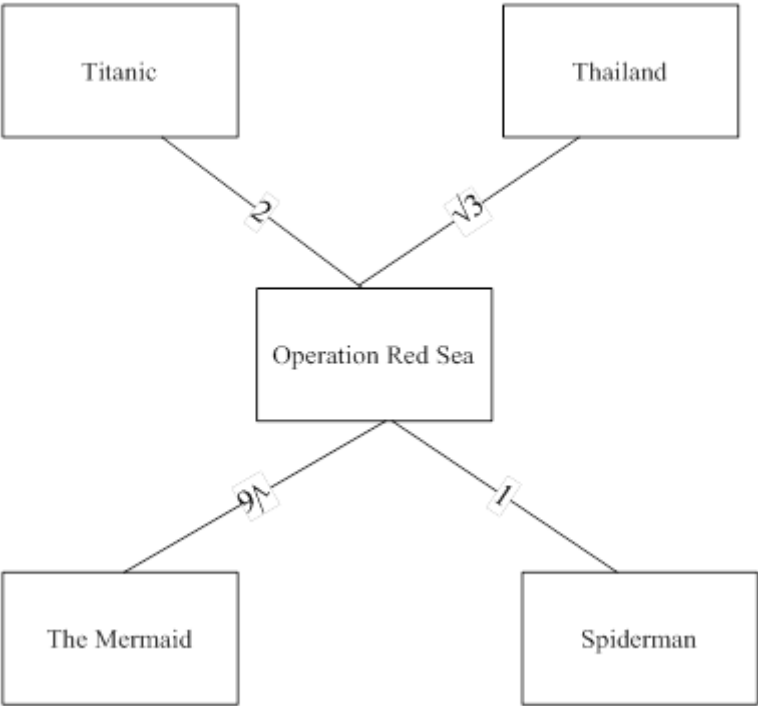 Titanic
Thailand
2
√3
Operation Red Sea
√6
1
The Mermaid
Spiderman